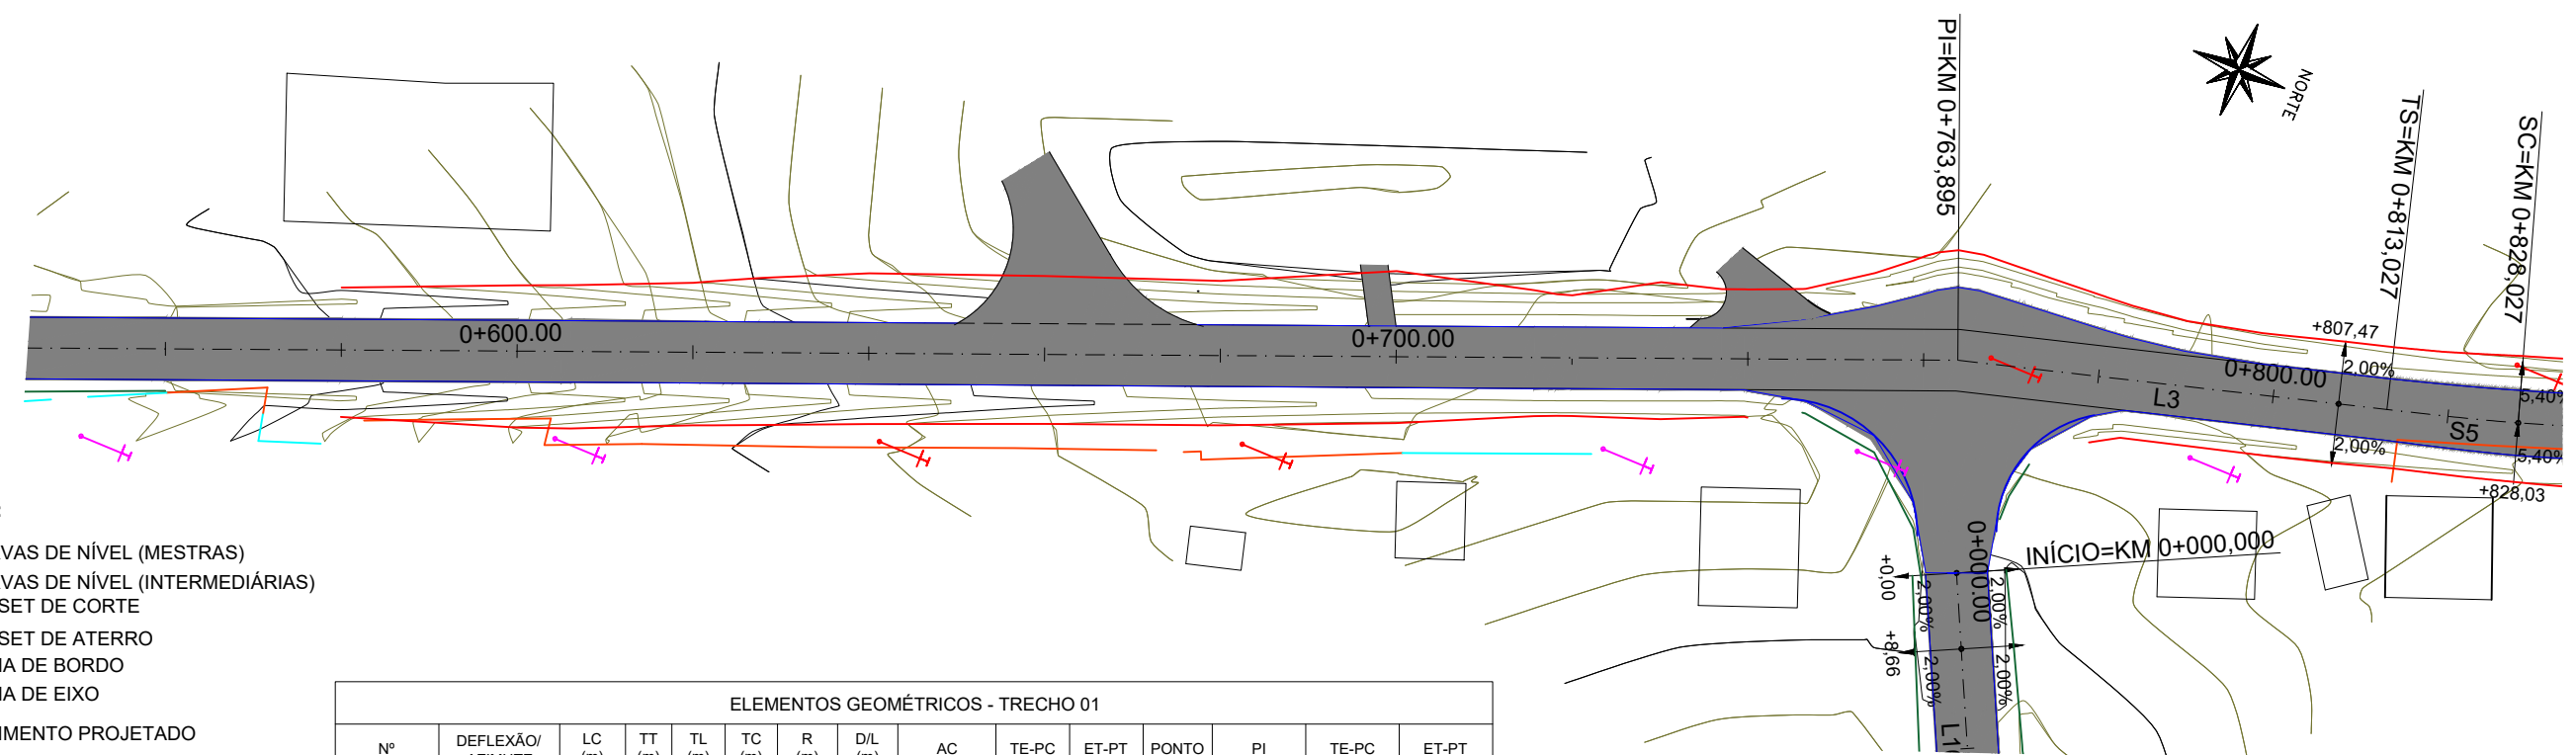 PI=KM 0+763,895
NORTE
TS=KM 0+813,027
SC=KM 0+828,027
0+600.00
0+700.00
0+800.00
+807,47
2,00%
5,40%
L3
S5
2,00%
5,40%
+828,03
INÍCIO=KM 0+000,000
0+000.00
+0,00
2,00%
2,00%
+8,66
2,00%
2,00%
VAS DE NÍVEL (MESTRAS)
VAS DE NÍVEL (INTERMEDIÁRIAS)
SET DE CORTE
SET DE ATERRO
A DE BORDO
A DE EIXO
IMENTO PROJETADO
ELEMENTOS GEOMÉTRICOS - TRECHO 01
Nº DEFLEXÃO/ LC TT TL TC R D/L AC TE-PC ET-PT PONTO PI TE-PC ET-PT